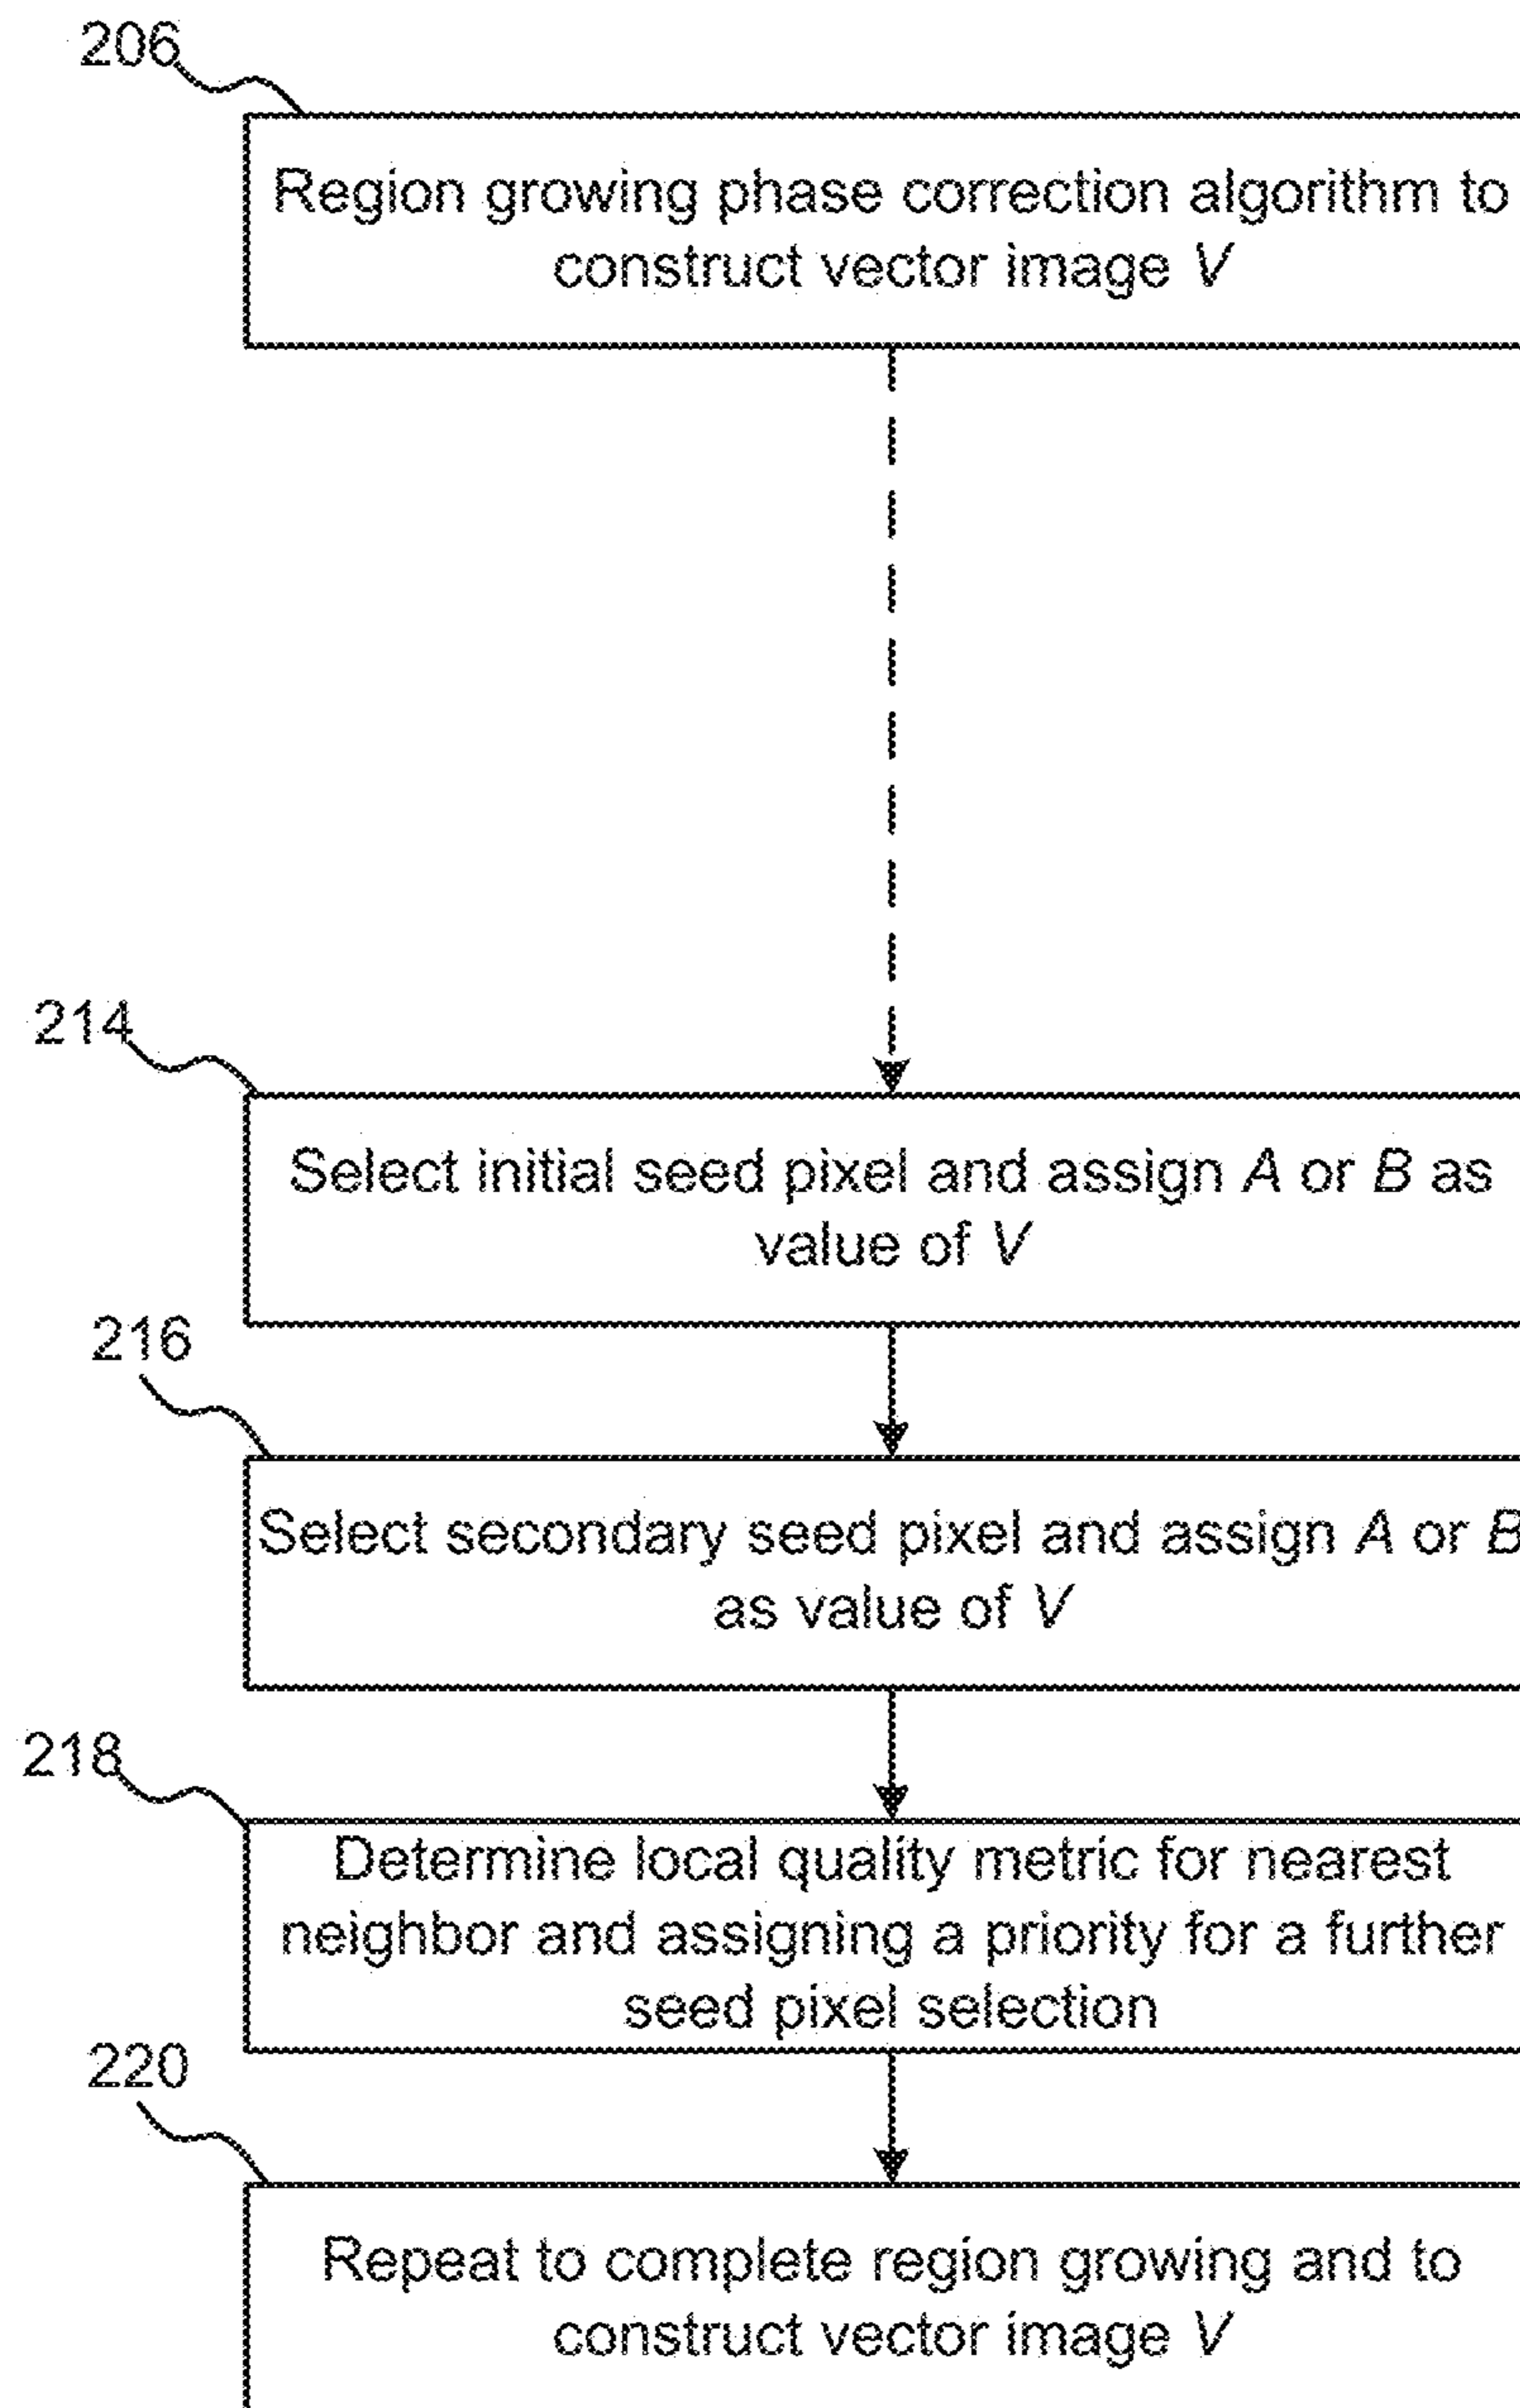 206
Region growing phase correction algorithm to
construct vector image V
214
Select initial seed pixel and assign A or B as
value of V
216
Select secondary seed pixel and assign A or B
as value of V
218
Determine local quality metric for nearest
neighbor and assigning a priority for a further
seed pixel selection
220
Repeat to complete region growing and to
construct vector image V